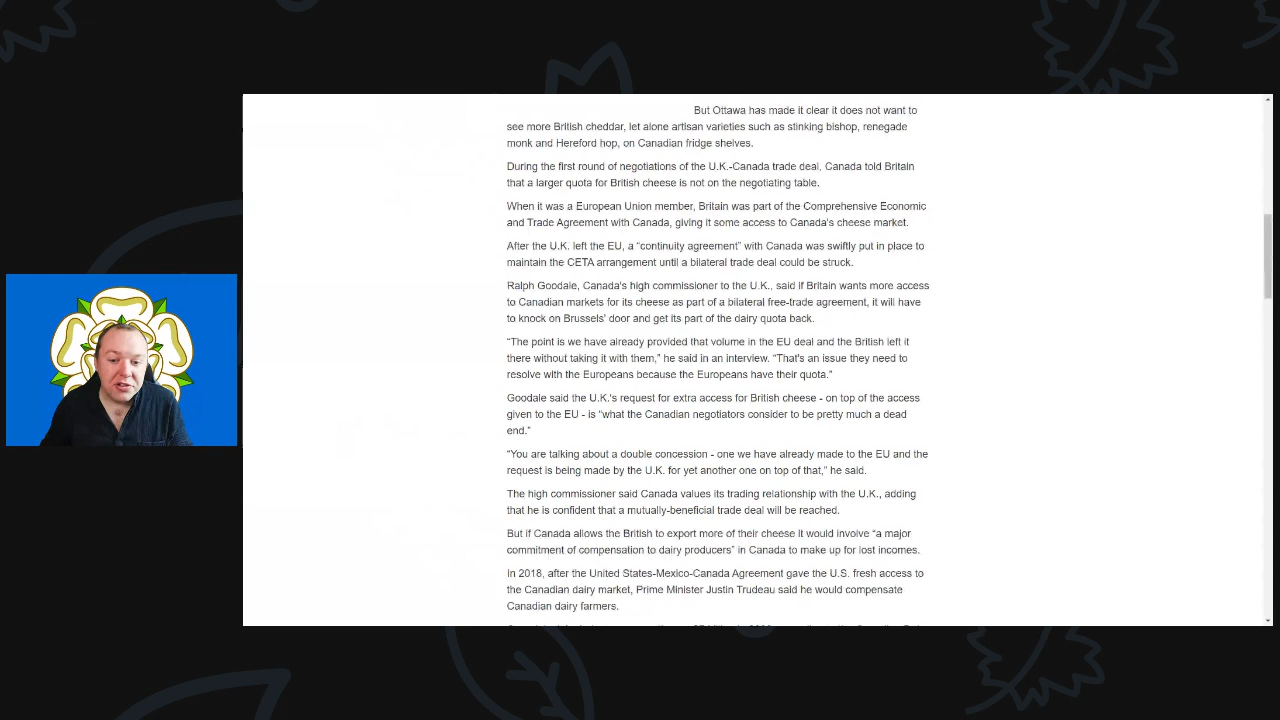 But Ottawa has made it clear it does not want to
see more British cheddar, let alone artisan varieties such as stinking bishop, renegade
monk and Hereford hop, on Canadian fridge shelves.
During the first round of negotiations of the U.K.-Canada trade deal, Canada told Britain
that a larger quota for British cheese is not on the negotiating table.
When it was a European Union member, Britain was part of the Comprehensive Economic
and Trade Agreement with Canada, giving it some access to Canada's cheese market.
After the U.K. left the EU, a “continuity agreement” with Canada was swiftly put in place to
maintain the CETA arrangement until a bilateral trade deal could be struck.
Ralph Goodale, Canada's high commissioner to the U.K., said if Britain wants more access
to Canadian markets for its cheese as part of a bilateral free-trade agreement, it will have
to knock on Brussels' door and get its part of the dairy quota back.
“The point is we have already provided that volume in the EU deal and the British left it
there without taking it with them,” he said in an interview. “That's an issue they need to
resolve with the Europeans because the Europeans have their quota.”
Goodale said the U.K.'s request for extra access for British cheese - on top of the access
given to the EU - is “what the Canadian negotiators consider to be pretty much a dead
end.”
“You are talking about a double concession - one we have already made to the EU and the
request is being made by the U.K. for yet another one on top of that,” he said.
The high commissioner said Canada values its trading relationship with the U.K., adding
that he is confident that a mutually-beneficial trade deal will be reached.
But if Canada allows the British to export more of their cheese it would involve “a major
commitment of compensation to dairy producers” in Canada to make up for lost incomes.
In 2018, after the United States-Mexico-Canada Agreement gave the U.S. fresh access to
the Canadian dairy market, Prime Minister Justin Trudeau said he would compensate
Canadian dairy farmers.